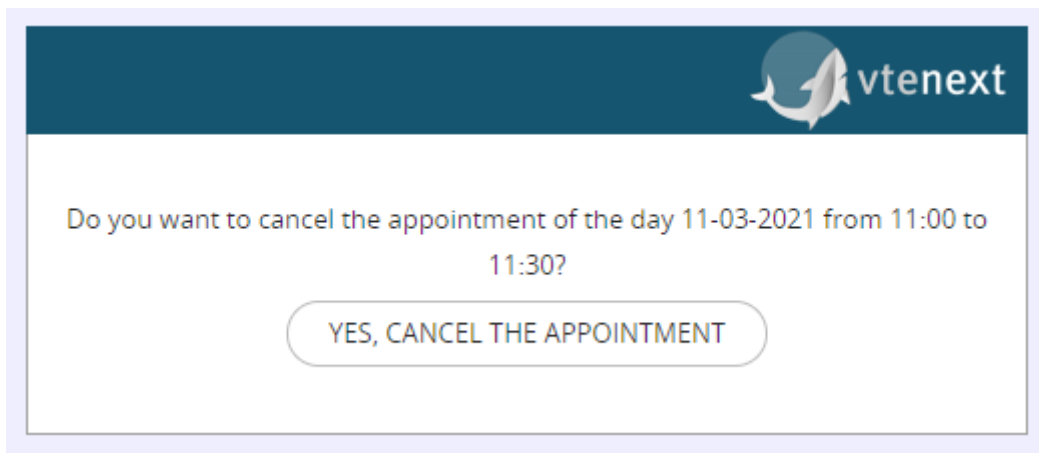 vtenext
Do you want to cancel the appointment of the day 11-03-2021 from 11:00 to
11:30?
YES, CANCEL THE APPOINTMENT